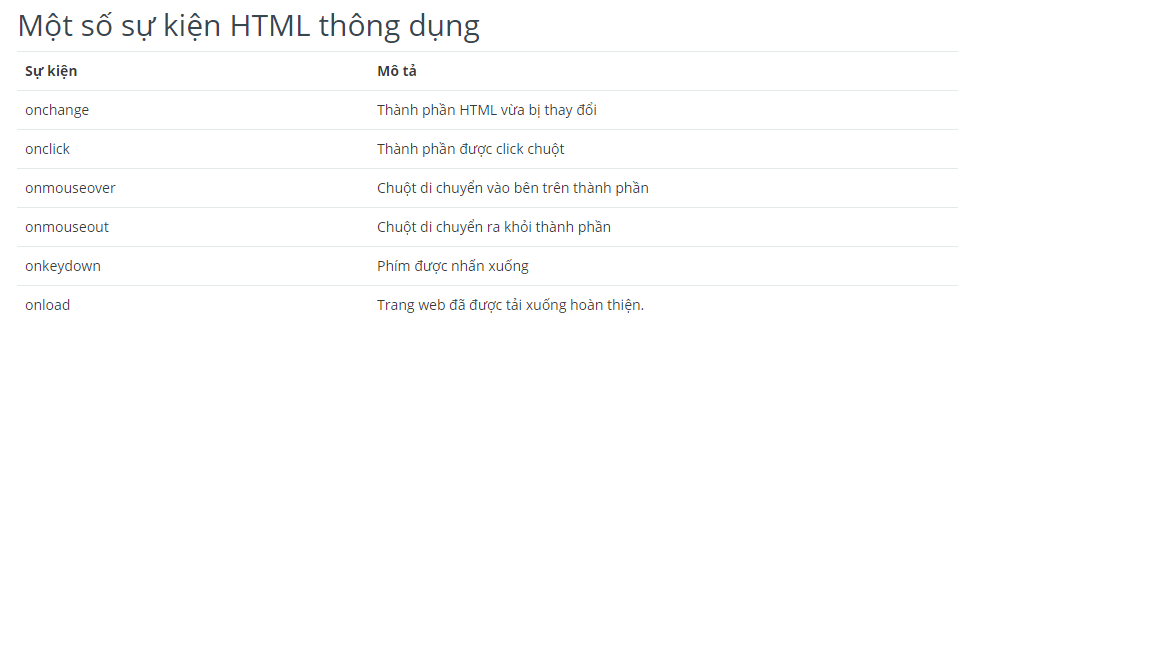 Một số sự kiện HTML thông dụng
Sự kiện Mô tả
onchange Thành phần HTML vừa bị thay đổi
onclick Thành phần được click chuột
onmouseover Chuột di chuyển vào bên trên thành phần
onmouseout Chuột di chuyển ra khỏi thành phần
onkeydown Phím được nhấn xuống
onload Trang web đã được tải xuống hoàn thiện.